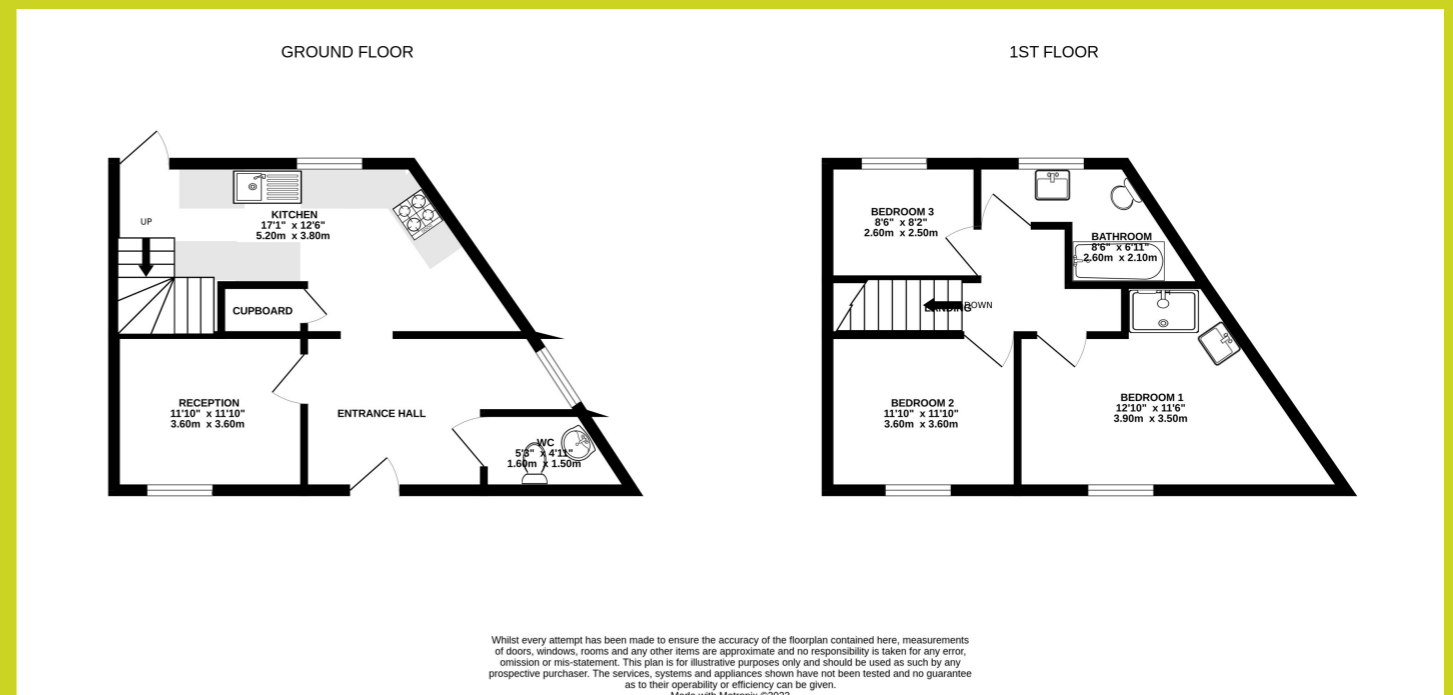 GROUND FLOOR
1ST FLOOR
UP
KITCHEN
17'1" x 12'6"
5.20m x 3.80m
CUPBOARD
RECEPTION
11'10" x 11'10"
3.60m x 3.60m
ENTRANCE HALL
WC
5'3" x 4'11"
1.60m x 1.50m
BEDROOM 3
8'6" x 8'2"
2.60m x 2.50m
BATHROOM
8'6" x 6'11"
2.60m x 2.10m
DOWN
LANDING
BEDROOM 2
11'10" x 11'10"
3.60m x 3.60m
BEDROOM 1
12'10" x 11'6"
3.90m x 3.50m
Whilst every attempt has been made to ensure the accuracy of the floorplan contained here, measurements
of doors, windows, rooms and any other items are approximate and no responsibility is taken for any error,
omission or mis-statement. This plan is for illustrative purposes only and should be used as such by any
prospective purchaser. The services, systems and appliances shown have not been tested and no guarantee
as to their operability or efficiency can be given.
Made with Metropix ©2022